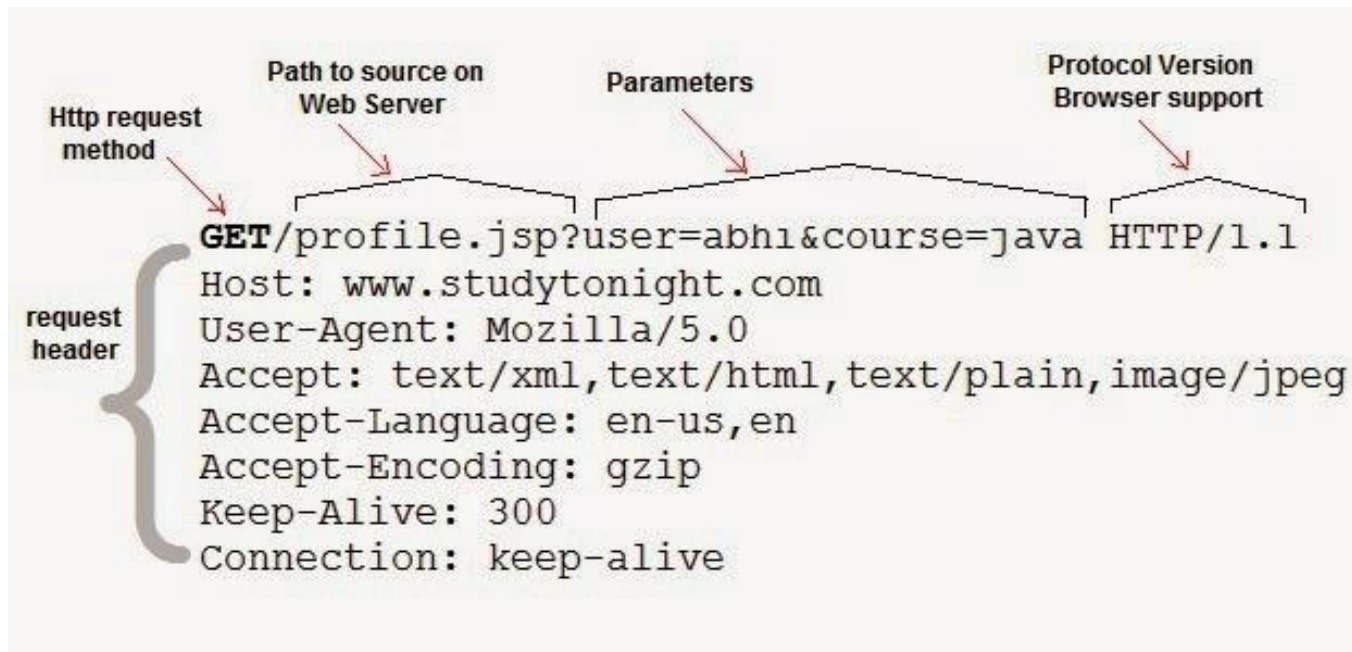 Path to source on
Web Server
Parameters
Protocol Version
Browser support
Http request
method
GET/profile.jsp?user=abhi&course=java HTTP/1.1
Host: www.studytonight.com
User-Agent: Mozilla/5.0
request
header
Accept: text/xml,text/html,text/plain,image/jpeg
Accept-Language: en-us,en
Accept-Encoding: gzip
Keep-Alive: 300
Connection: keep-alive